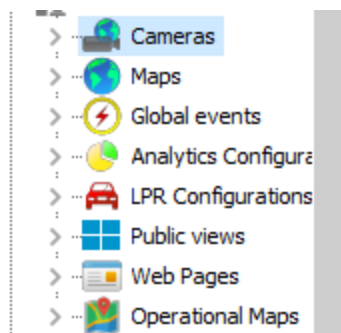 Cameras
Maps
Global events
Analytics Configura
LPR Configurations
Public views
Web Pages
Operational Maps